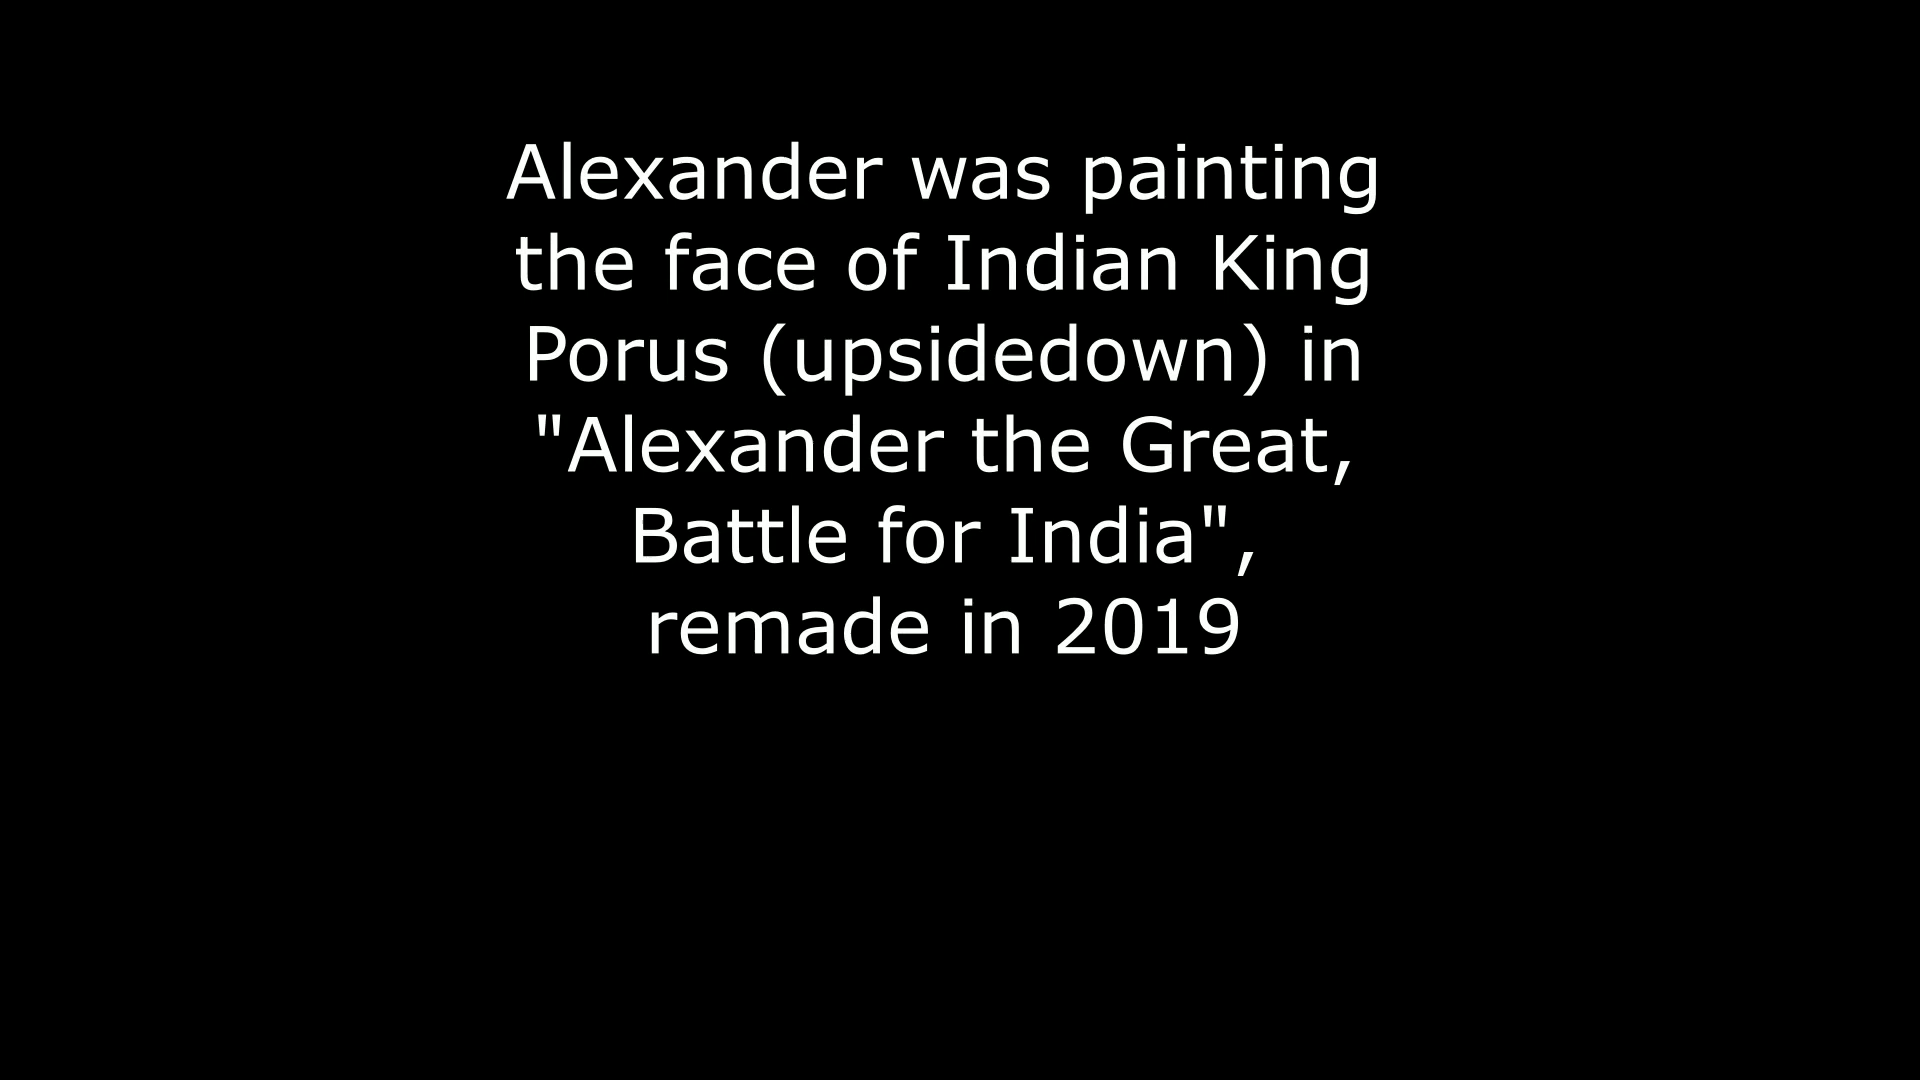 Alexander was painting
the face of Indian King
Porus (upsidedown) in
"Alexander the Great,
Battle for India",
remade in 2019